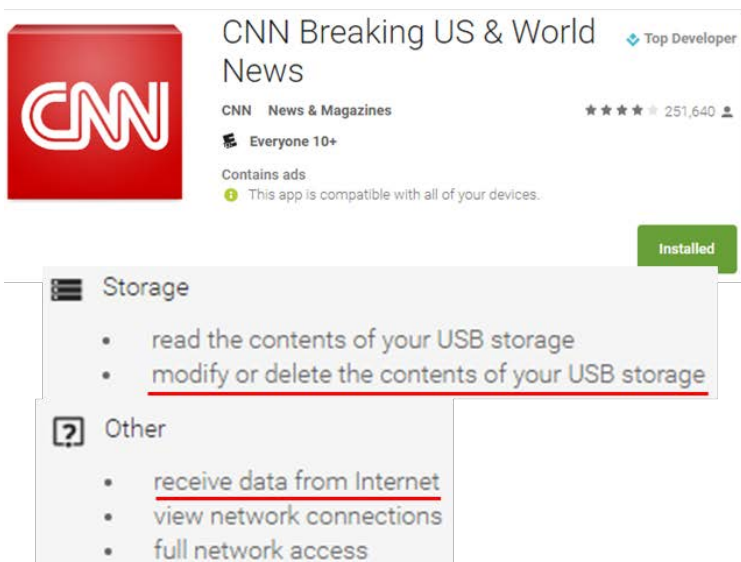 CNN
CNN Breaking US & World
News
Top Developer
CNN News & Magazines
251,640
E
Everyone 10+
Contains ads
This app is compatible with all of your devices.
Installed
Storage
• read the contents of your USB storage
• modify or delete the contents of your USB storage
Other
• receive data from Internet
• view network connections
• full network access